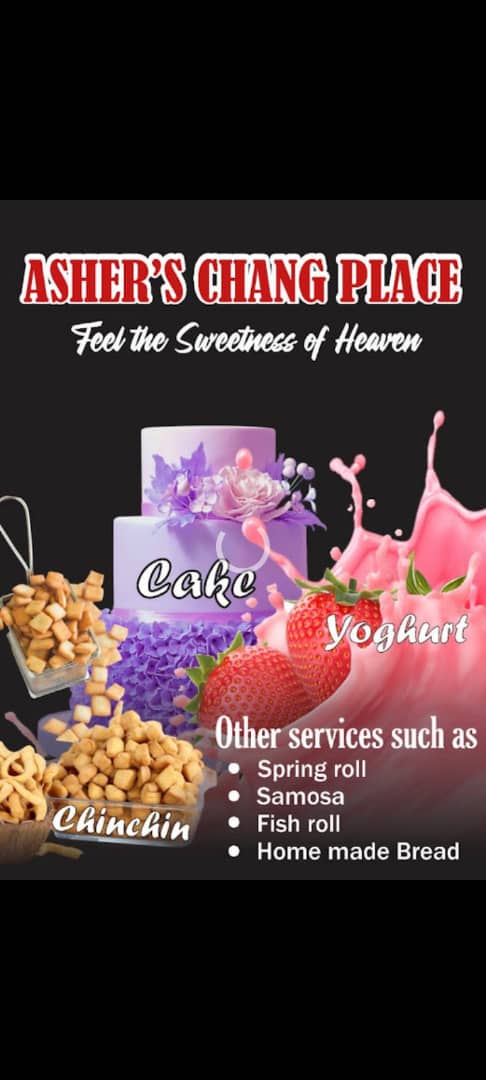 ASHER'S CHANG PLACE
Feel the Sweetness of Heaven
Cake
Yoghurt
Chinchin
Other services such as
• Spring roll
• Samosa
• Fish roll
• Home made Bread